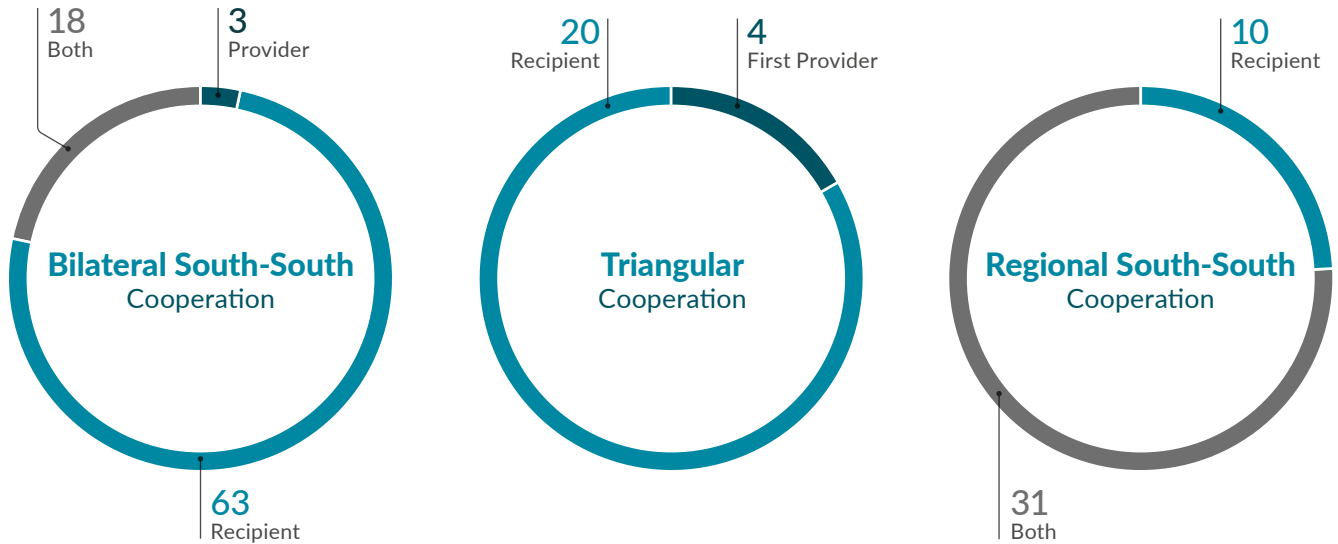 18
Both
3
Provider
Bilateral South-South
Cooperation
63
Recipient
20
Recipient
4
First Provider
Triangular
Cooperation
10
Recipient
Regional South-South
Cooperation
31
Both